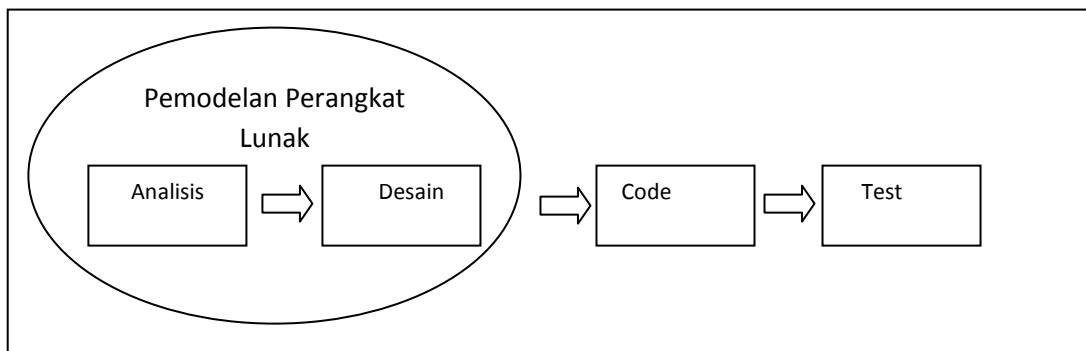 Pemodelan Perangkat
Lunak
Analisis
Desain
Code
Test